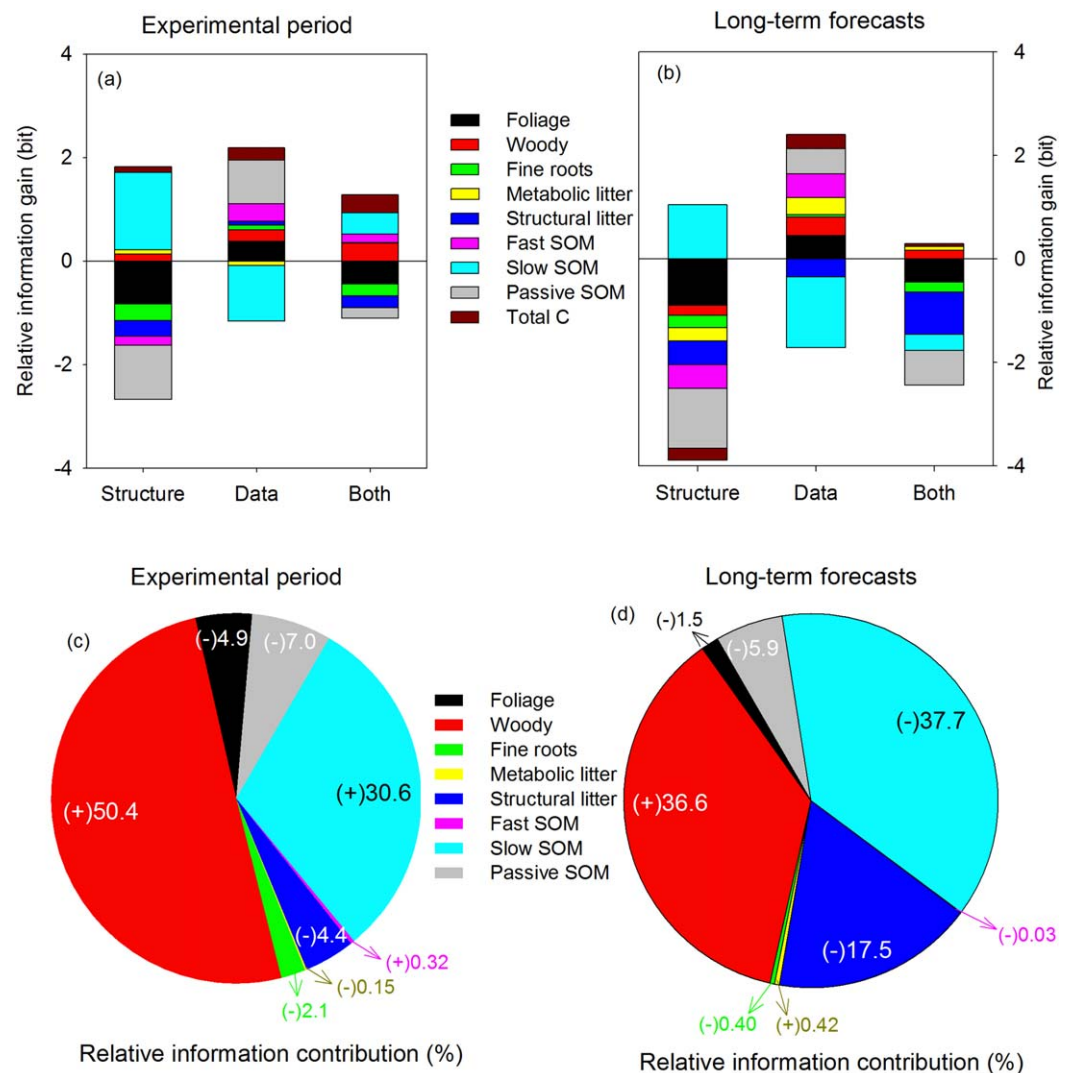 Experimental period
Long-term forecasts
(a)
4
2
0
-2
-4
Relative information gain (bit)
Structure
Data
Both
Foliage
Woody
Fine roots
Metabolic litter
Structural litter
Fast SOM
Slow SOM
Passive SOM
Total C
(b)
4
2
0
-2
-4
Relative information gain (bit)
Structure
Data
Both
Experimental period
(c)
(-)4.9
(-)7.0
(+)30.6
(+)50.4
(-)4.4
(+)0.32
(-)0.15
(-)2.1
Relative information contribution (%)
Foliage
Woody
Fine roots
Metabolic litter
Structural litter
Fast SOM
Slow SOM
Passive SOM
Long-term forecasts
(d)
(-)1.5
(-)5.9
(-)37.7
(+)36.6
(-)17.5
(-)0.03
(-)0.40
(+)0.42
Relative information contribution (%)